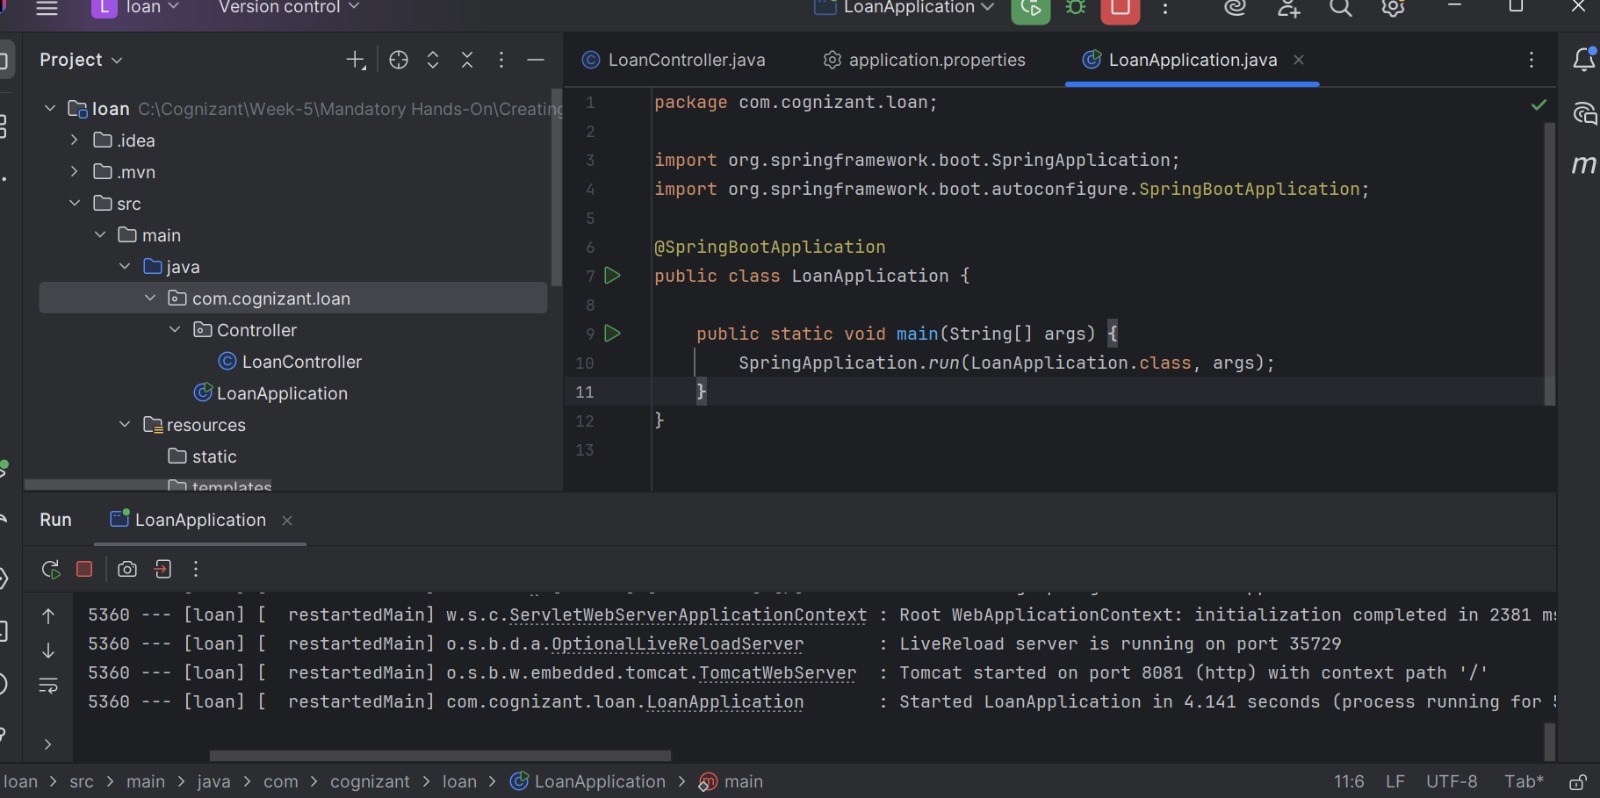 L loan Version control LoanApplication
Project
LoanController.java application.properties LoanApplication.java
loan C:\Cognizant\Week-5\Mandatory Hands-On\Creating
.idea
.mvn
src
main
java
com.cognizant.loan
Controller
LoanController
LoanApplication
resources
static
templates
1 package com.cognizant.loan;
2
3 import org.springframework.boot.SpringApplication;
4 import org.springframework.boot.autoconfigure.SpringBootApplication;
5
6 @SpringBootApplication
7 public class LoanApplication {
8
9 public static void main(String[] args) {
10 SpringApplication.run(LoanApplication.class, args);
11 }
12 }
13
m
Run LoanApplication
5360 --- [loan] [ restartedMain] w.s.c.ServletWebServerApplicationContext : Root WebApplicationContext: initialization completed in 2381 ms
5360 --- [loan] [ restartedMain] o.s.b.d.a.OptionalLiveReloadServer : LiveReload server is running on port 35729
5360 --- [loan] [ restartedMain] o.s.b.w.embedded.tomcat.TomcatWebServer : Tomcat started on port 8081 (http) with context path '/'
5360 --- [loan] [ restartedMain] com.cognizant.loan.LoanApplication : Started LoanApplication in 4.141 seconds (process running for
loan > src > main > java > com > cognizant > loan > LoanApplication > main 11:6 LF UTF-8 Tab*